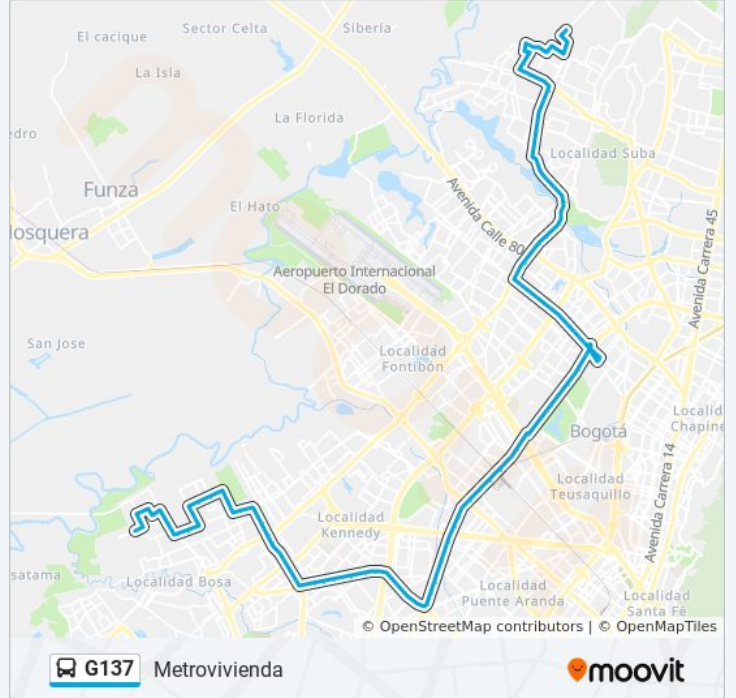 El cacique
Sector Celta
Siberia
La Isla
La Florida
edro
Localidad Suba
Funza
El Hato
Avenida Calle 80
losquera
Avenida Carrera 45
Aeropuerto Internacional
El Dorado
San Jose
Localidad
Fontibón
Localid
Chapine
Bogotá
Localidad
Teusaquillo
Avenida Carrera 14
Localidad
Kennedy
satama
Localidad Bosa
Localidad
Puente Aranda
Localidad
Santa Fé
© OpenStreetMap contributors | © OpenMapTiles
G137 Metrovivienda
moovit